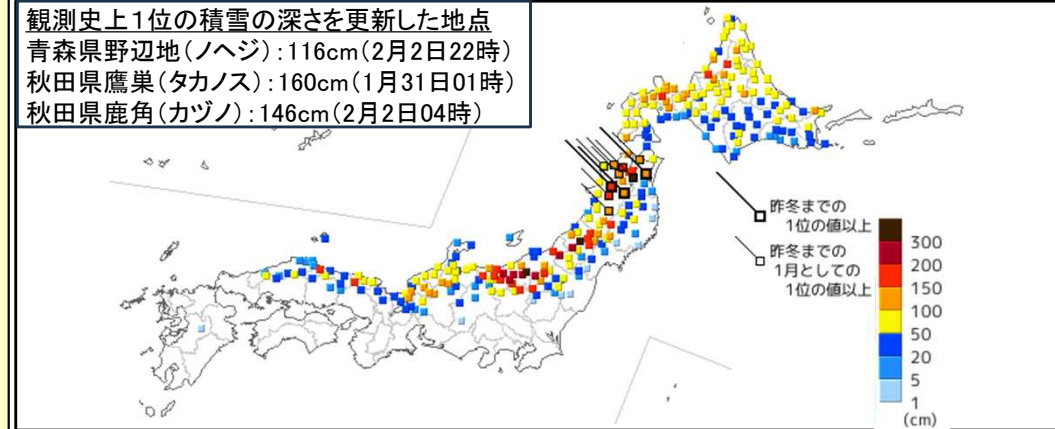 観測史上1位の積雪の深さを更新した地点
青森県野辺地(ノヘジ):116cm(2月2日22時)
秋田県鷹巣(タカノス):160cm(1月31日01時)
秋田県鹿角(カヅノ):146cm(2月2日04時)
昨冬までの
1位の値以上
昨冬までの
1月としての
1位の値以上
300
200
150
100
50
20
5
1
(cm)